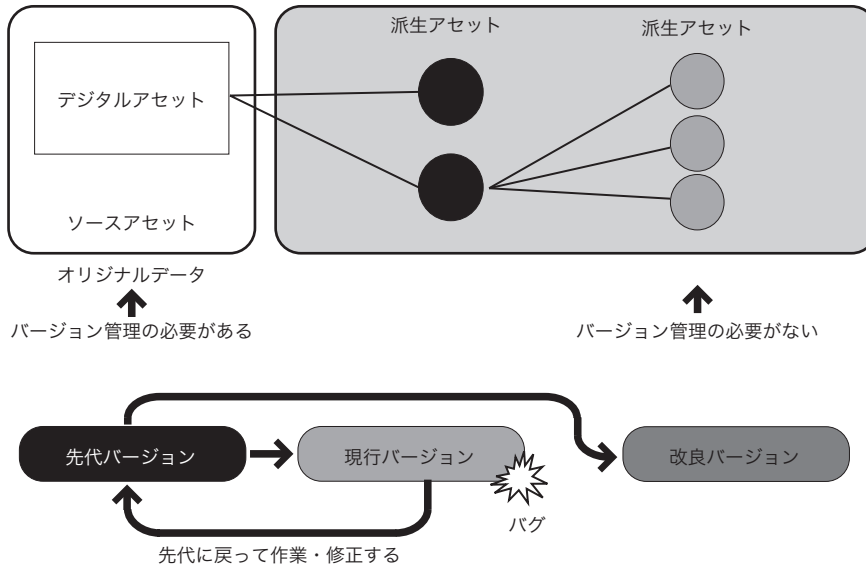 派生アセット
派生アセット
デジタルアセット
ソースアセット
オリジナルデータ
バージョン管理の必要がある
バージョン管理の必要がない
先代バージョン
現行バージョン
改良バージョン
バグ
先代に戻って作業・修正する